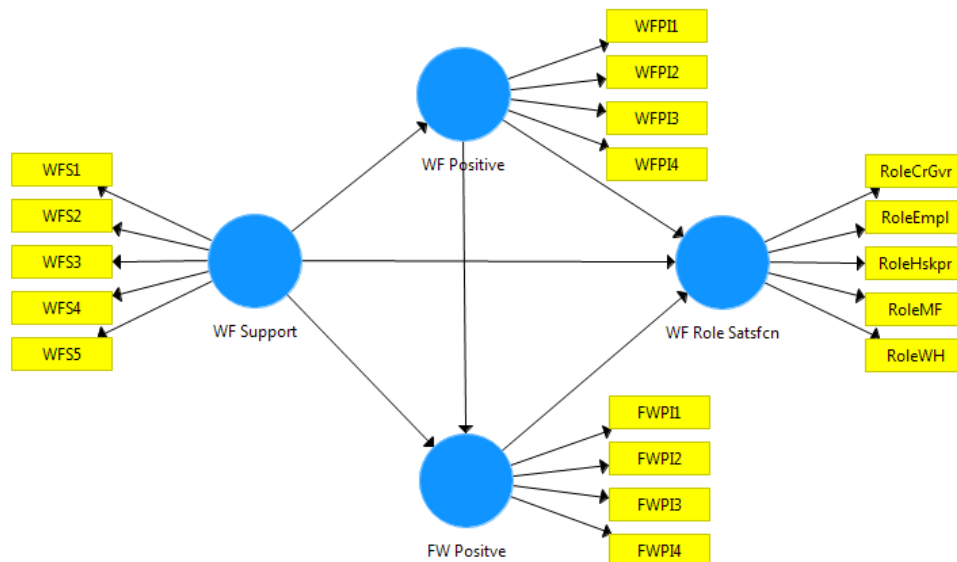 WFPI1
WFPI2
WFPI3
WFPI4
WF Positive
WFS1
WFS2
WFS3
WFS4
WFS5
WF Support
RoleCrGvr
RoleEmpl
RoleHskpr
RoleMF
RoleWH
WF Role Satsfcn
FWPI1
FWPI2
FWPI3
FWPI4
FW Positve